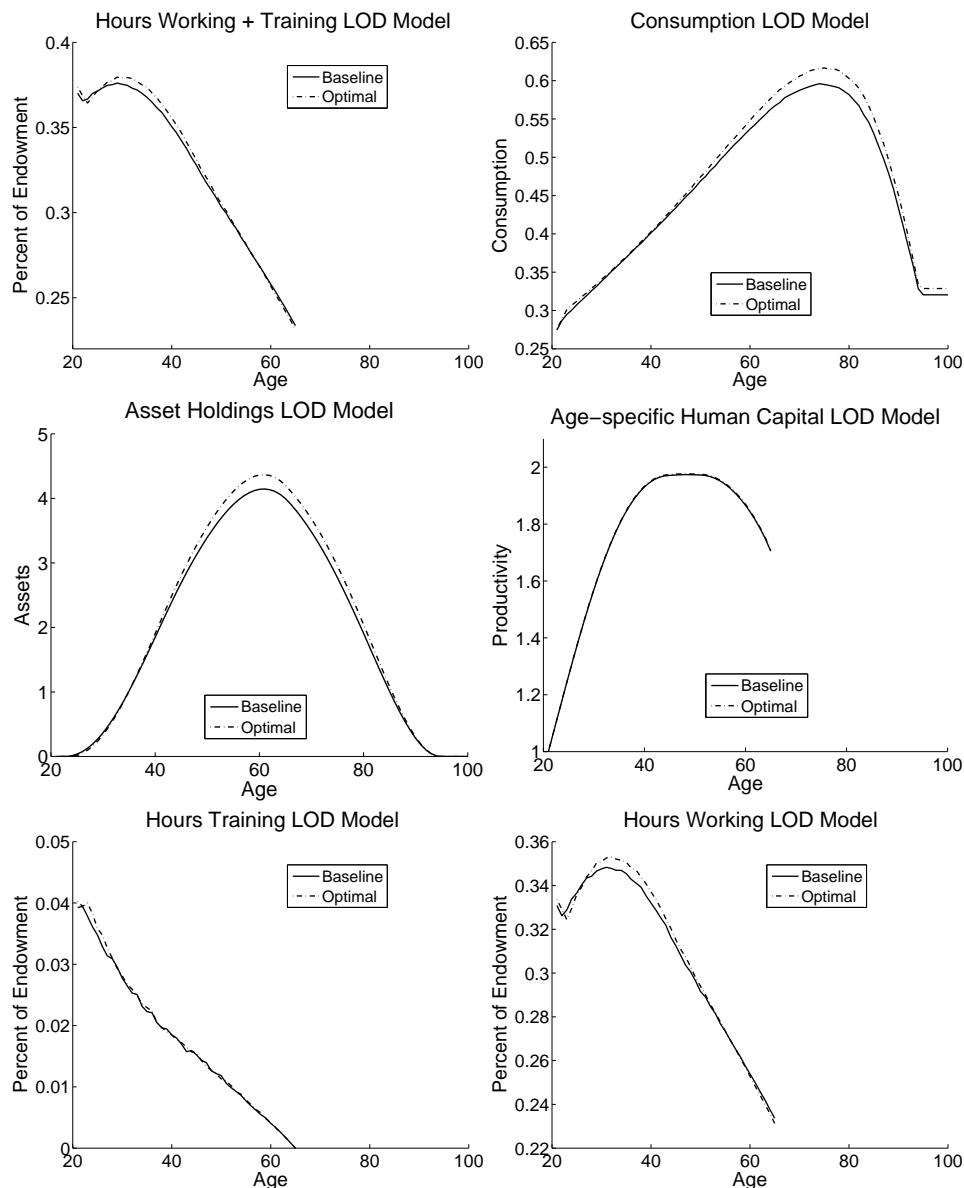 Hours Working + Training LOD Model
0.4
0.35
0.3
0.25
Percent of Endowment
Baseline
Optimal
20 40 60 80 100
Age
Consumption LOD Model
0.65
0.6
0.55
0.5
0.45
0.4
0.35
0.3
0.25
Consumption
Baseline
Optimal
20 40 60 80 100
Age
Asset Holdings LOD Model
5
4
3
2
1
0
Assets
Baseline
Optimal
20 40 60 80 100
Age
Age−specific Human Capital LOD Model
2
1.8
1.6
1.4
1.2
1
Productivity
Baseline
Optimal
20 40 60 80 100
Age
Hours Training LOD Model
0.05
0.04
0.03
0.02
0.01
0
Percent of Endowment
Baseline
Optimal
20 40 60 80 100
Age
Hours Working LOD Model
0.36
0.34
0.32
0.3
0.28
0.26
0.24
0.22
Percent of Endowment
Baseline
Optimal
20 40 60 80 100
Age